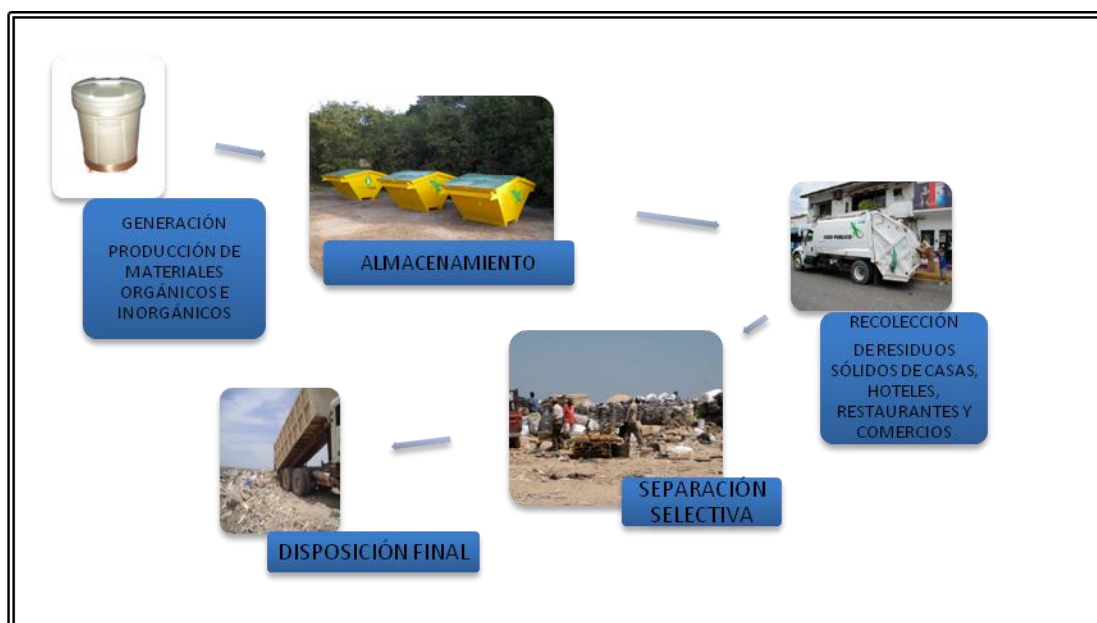 GENERACIÓN
PRODUCCIÓN DE
MATERIALES
ORGÁNICOS E
INORGÁNICOS
ALMACENAMIENTO
RECOLECCIÓN
DE RESIDUOS
SÓLIDOS DE CASAS,
HOTELES,
RESTAURANTES Y
COMERCIOS
SEPARACIÓN
SELECTIVA
DISPOSICIÓN FINAL